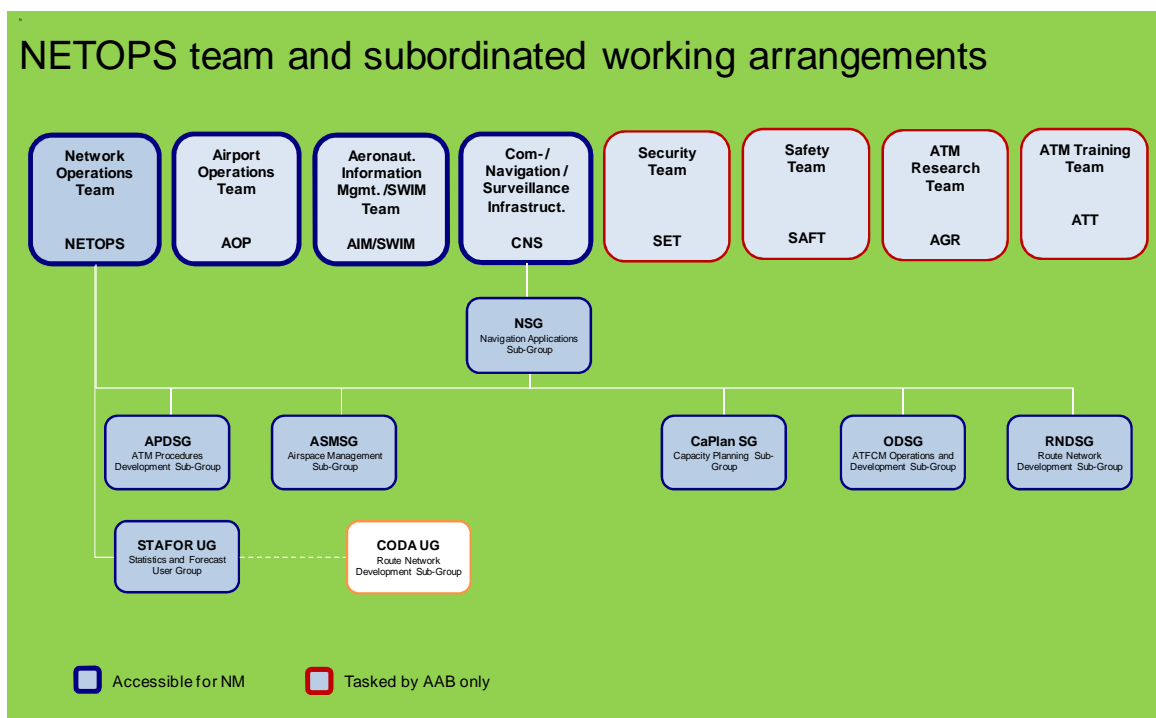 NETOPS team and subordinated working arrangements
Network
Operations
Team
NETOPS
Airport
Operations
Team
AOP
Aeronaut.
Information
Mgmt. /SWIM
Team
AIM/SWIM
Com-/
Navigation /
Surveillance
Infrastruct.
CNS
Security
Team
SET
Safety
Team
SAFT
ATM
Research
Team
AGR
ATM Training
Team
ATT
NSG
Navigation Applications
Sub-Group
APDSG
ATM Procedures
Development Sub-Group
ASMSG
Airspace Management
Sub-Group
CaPlan SG
Capacity Planning Sub-
Group
ODSG
ATFCM Operations and
Development Sub-Group
RNDSG
Route Network
Development Sub-Group
STAFOR UG
Statistics and Forecast
User Group
CODA UG
Route Network
Development Sub-Group
Accessible for NM
Tasked by AAB only